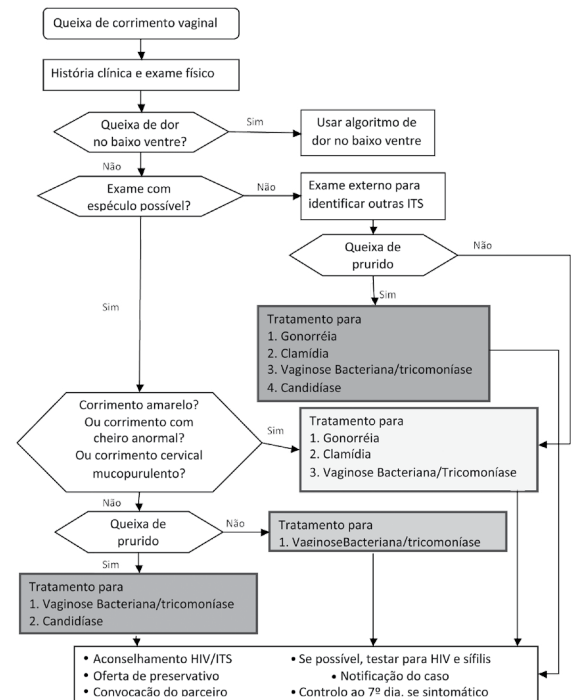 Queixa de corrimento vaginal
História clínica e exame físico
Queixa de dor
no baixo ventre?
Sim
Usar algoritmo de
dor no baixo ventre
Não
Exame com
espéculo possível?
Não
Exame externo para
identificar outras ITS
Queixa de
prurido
Não
Sim
Sim
Tratamento para
1. Gonorréia
2. Clamídia
3. Vaginose Bacteriana/tricomoníase
4. Candidíase
Corrimento amarelo?
Ou corrimento com
cheiro anormal?
Ou corrimento cervical
mucopurulento?
Sim
Tratamento para
1. Gonorréia
2. Clamídia
3. Vaginose Bacteriana/Tricomoníase
Não
Queixa de
prurido
Não
Tratamento para
1. VaginoseBacteriana/tricomoníase
Sim
Tratamento para
1. Vaginose Bacteriana/tricomoníase
2. Candidíase
• Aconselhamento HIV/ITS
• Oferta de preservativo
• Convocação do parceiro
• Se possível, testar para HIV e sífilis
• Notificação do caso
• Controlo ao 7º dia, se sintomático